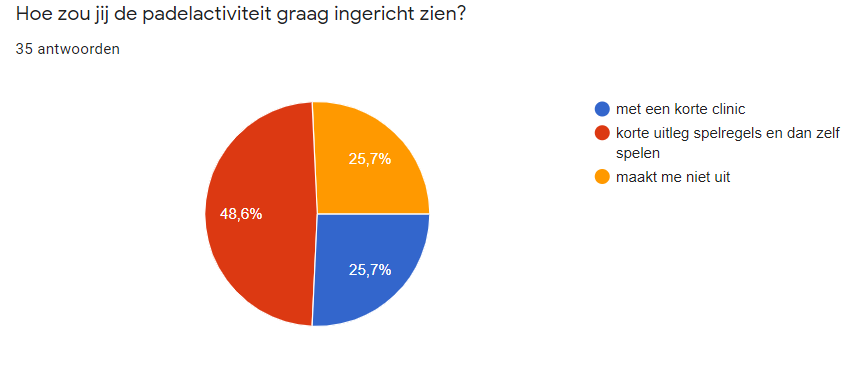 Hoe zou jij de padelactiviteit graag ingericht zien?
35 antwoorden
met een korte clinic
korte uitleg spelregels en dan zelf
spelen
maakt me niet uit
25,7%
48,6%
25,7%